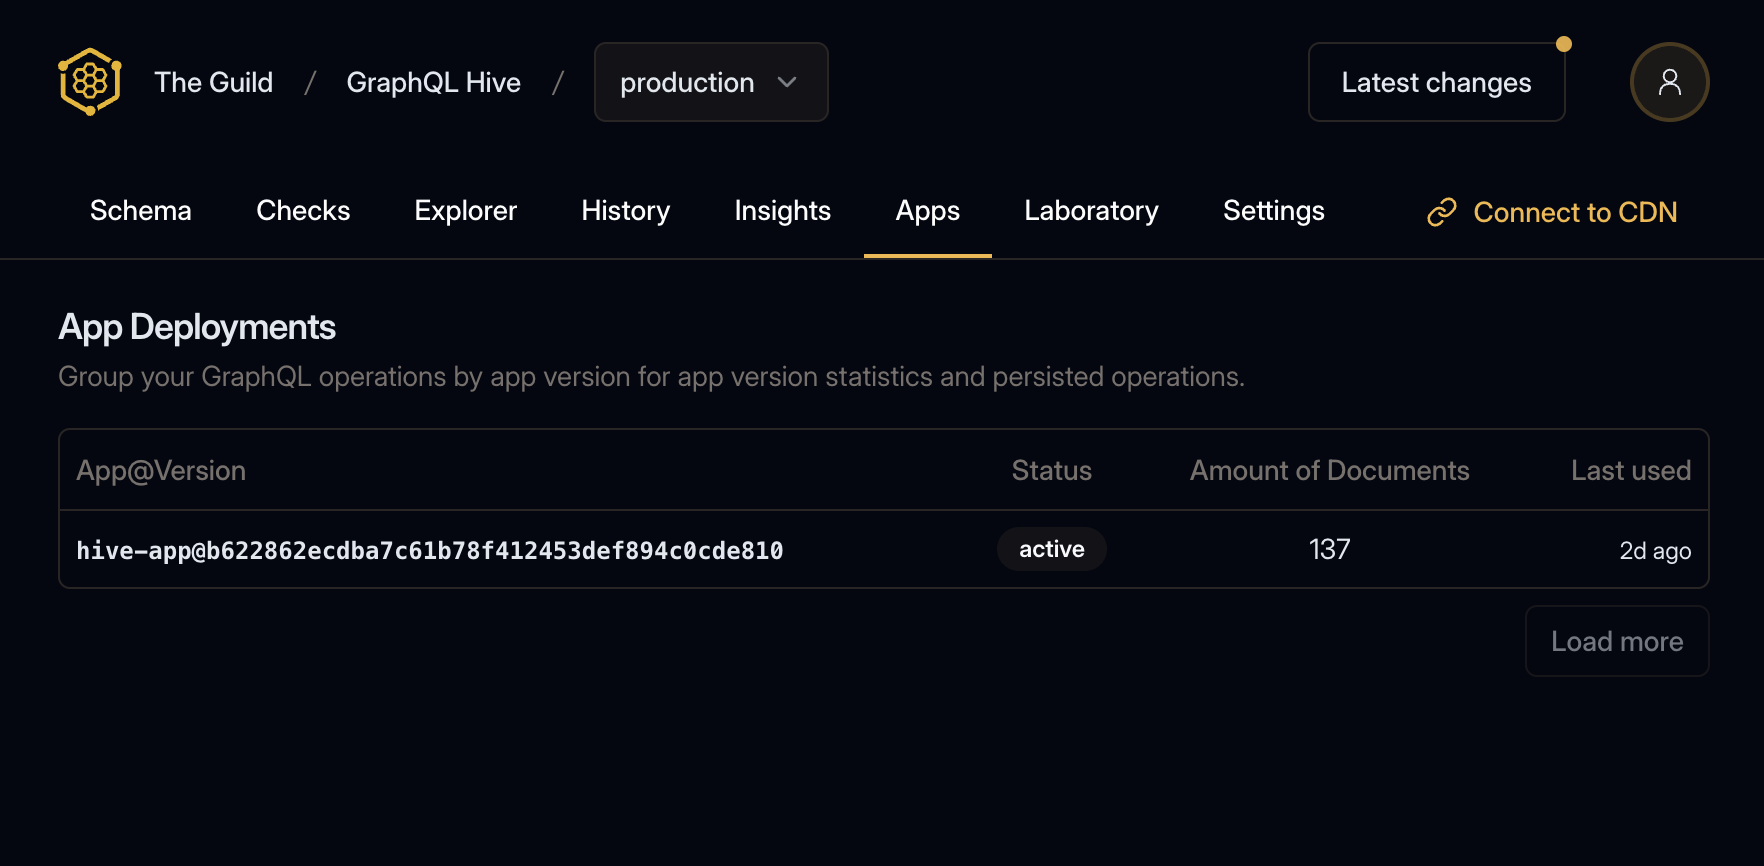 The Guild / GraphQL Hive / production
Latest changes
Schema Checks Explorer History Insights Apps Laboratory Settings Connect to CDN
App Deployments
Group your GraphQL operations by app version for app version statistics and persisted operations.
App@Version Status Amount of Documents Last used
hive-app@b622862ecdba7c61b78f412453def894c0cde810 active 137 2d ago
Load more